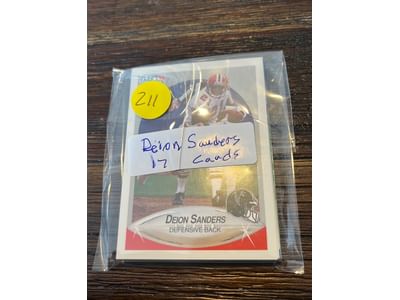 211
Deion Sanders
17 Cards
DEION SANDERS
DEFENSIVE BACK